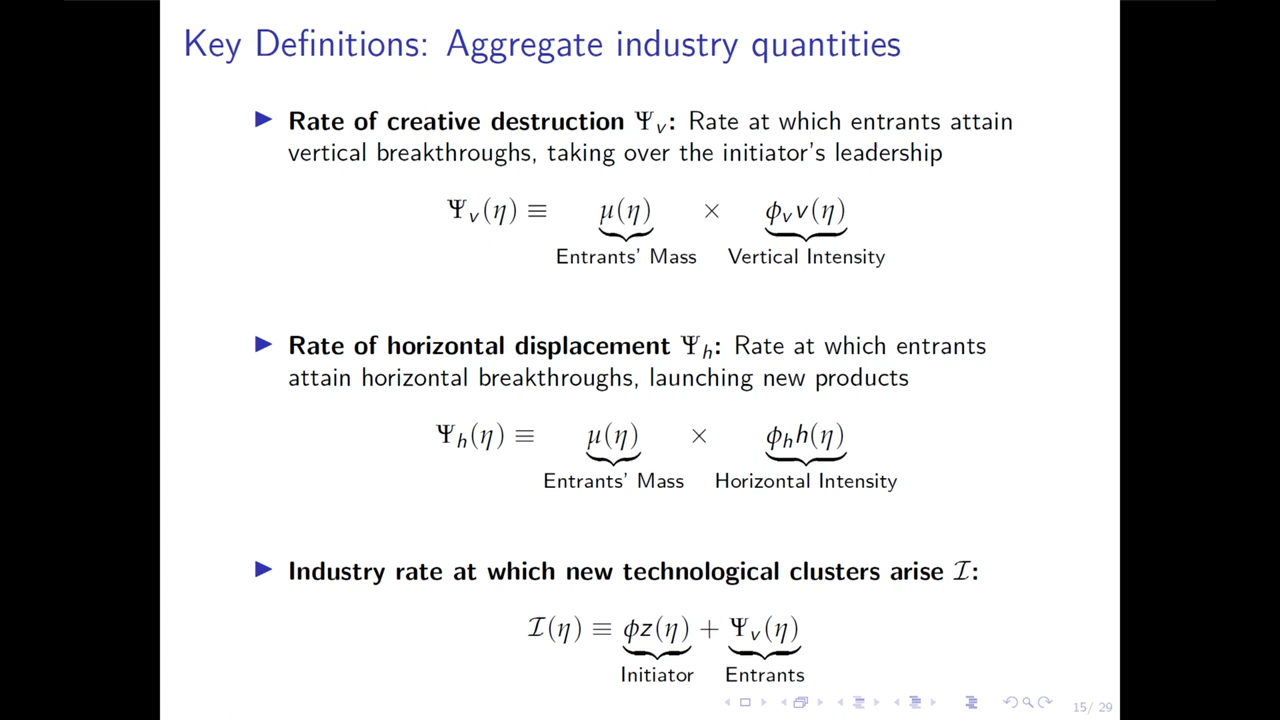 Key Definitions: Aggregate industry quantities
▶ Rate of creative destruction Ψ_v: Rate at which entrants attain
vertical breakthroughs, taking over the initiator's leadership
Ψ_v(η) ≡ μ(η) × ϕ_v v(η)
Entrants' Mass Vertical Intensity
▶ Rate of horizontal displacement Ψ_h: Rate at which entrants
attain horizontal breakthroughs, launching new products
Ψ_h(η) ≡ μ(η) × ϕ_h h(η)
Entrants' Mass Horizontal Intensity
▶ Industry rate at which new technological clusters arise ℐ:
ℐ(η) ≡ ϕz(η) + Ψ_v(η)
Initiator Entrants
15/ 29